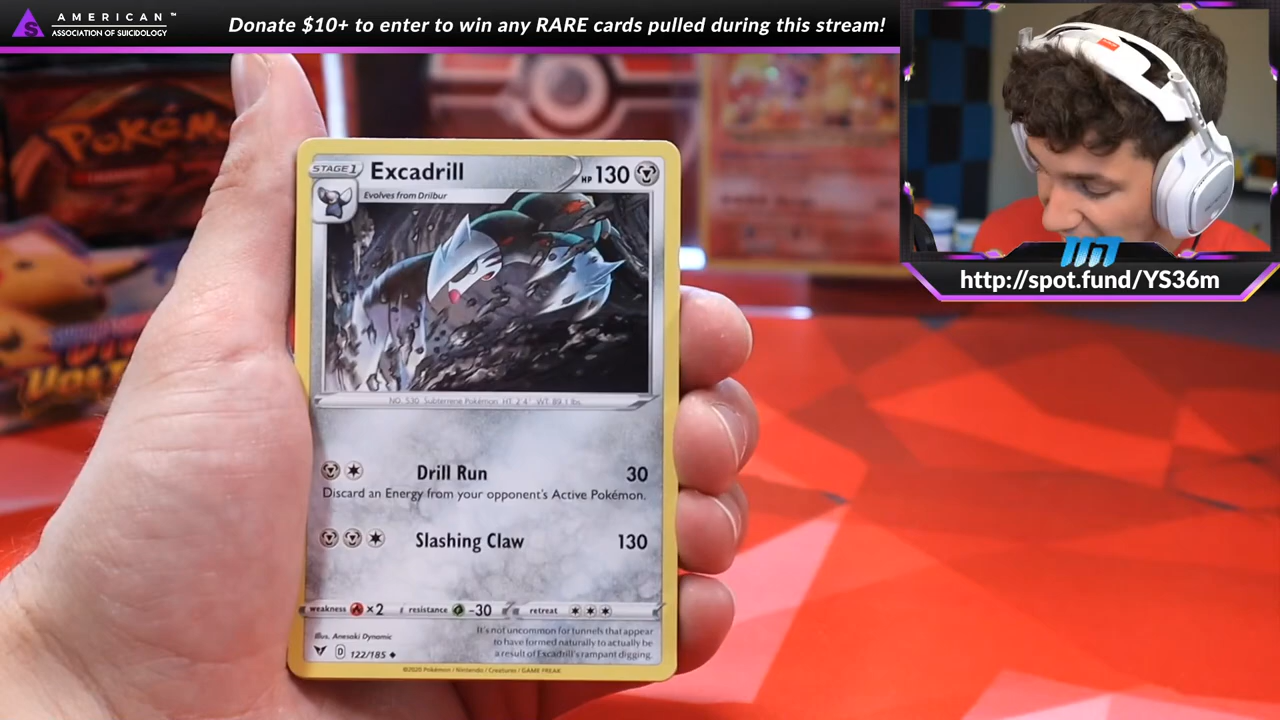 AMERICAN™
ASSOCIATION OF SUICIDOLOGY
Donate $10+ to enter to win any RARE cards pulled during this stream!
http://spot.fund/YS36m
POKÉM
STAGE 1
Excadrill
HP 130
Evolves from Drilbur
NO. 530 Subterrene Pokémon HT: 2'4" WT: 89.1 lbs.
Drill Run 30
Discard an Energy from your opponent's Active Pokémon.
Slashing Claw 130
weakness ×2 resistance -30 retreat
Illus. Anesaki Dynamic
D 122/185
It's not uncommon for tunnels that appear
to have formed naturally to actually be
a result of Excadrill's rampant digging.
©2020 Pokémon / Nintendo / Creatures / GAME FREAK